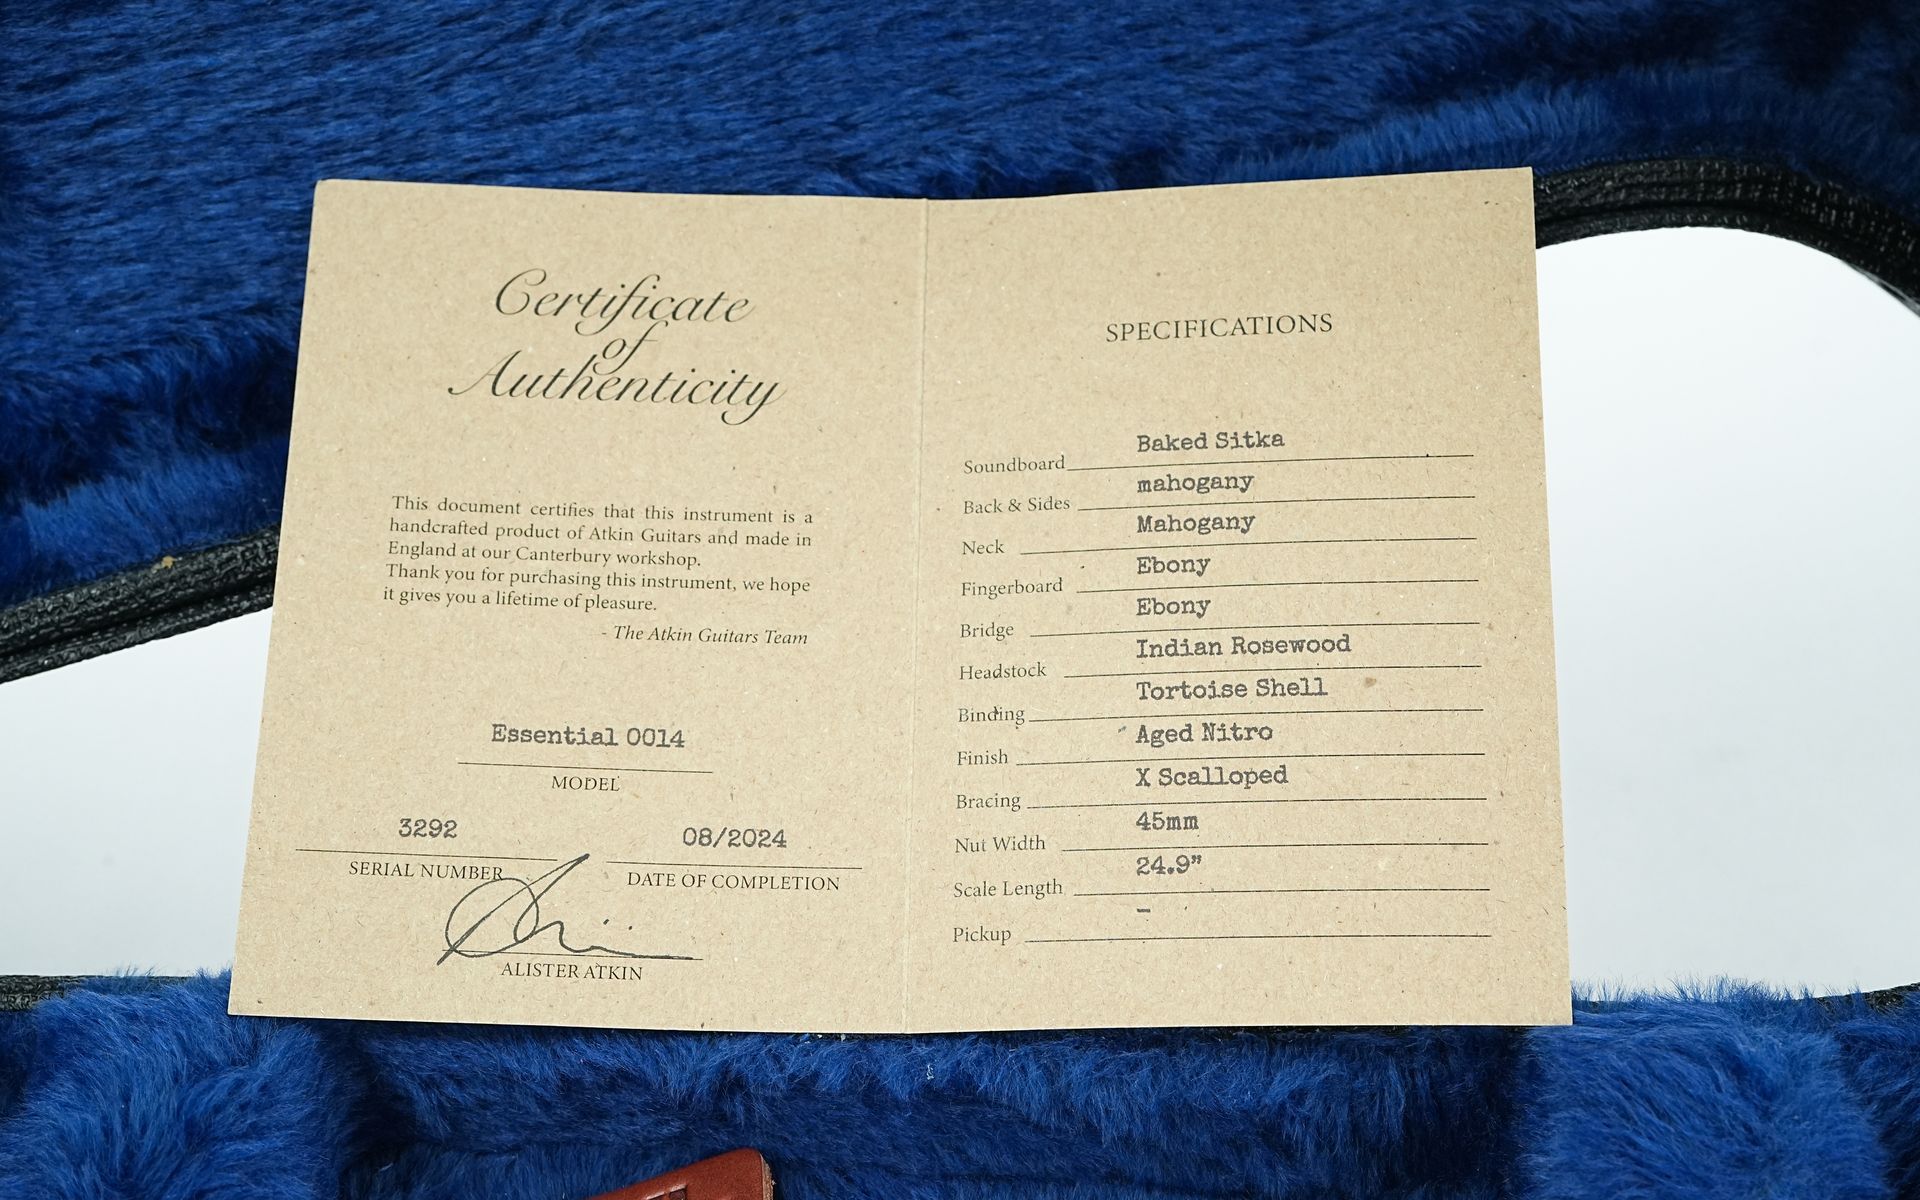 Certificate
of
Authenticity
This document certifies that this instrument is a
handcrafted product of Atkin Guitars and made in
England at our Canterbury workshop.
Thank you for purchasing this instrument, we hope
it gives you a lifetime of pleasure.
- The Atkin Guitars Team
Essential 0014
MODEL
3292
SERIAL NUMBER
08/2024
DATE OF COMPLETION
ALISTER ATKIN
SPECIFICATIONS
Soundboard Baked Sitka
Back & Sides mahogany
Neck Mahogany
Fingerboard Ebony
Bridge Ebony
Headstock Indian Rosewood
Binding Tortoise Shell
Finish Aged Nitro
Bracing X Scalloped
Nut Width 45mm
Scale Length 24.9”
Pickup –